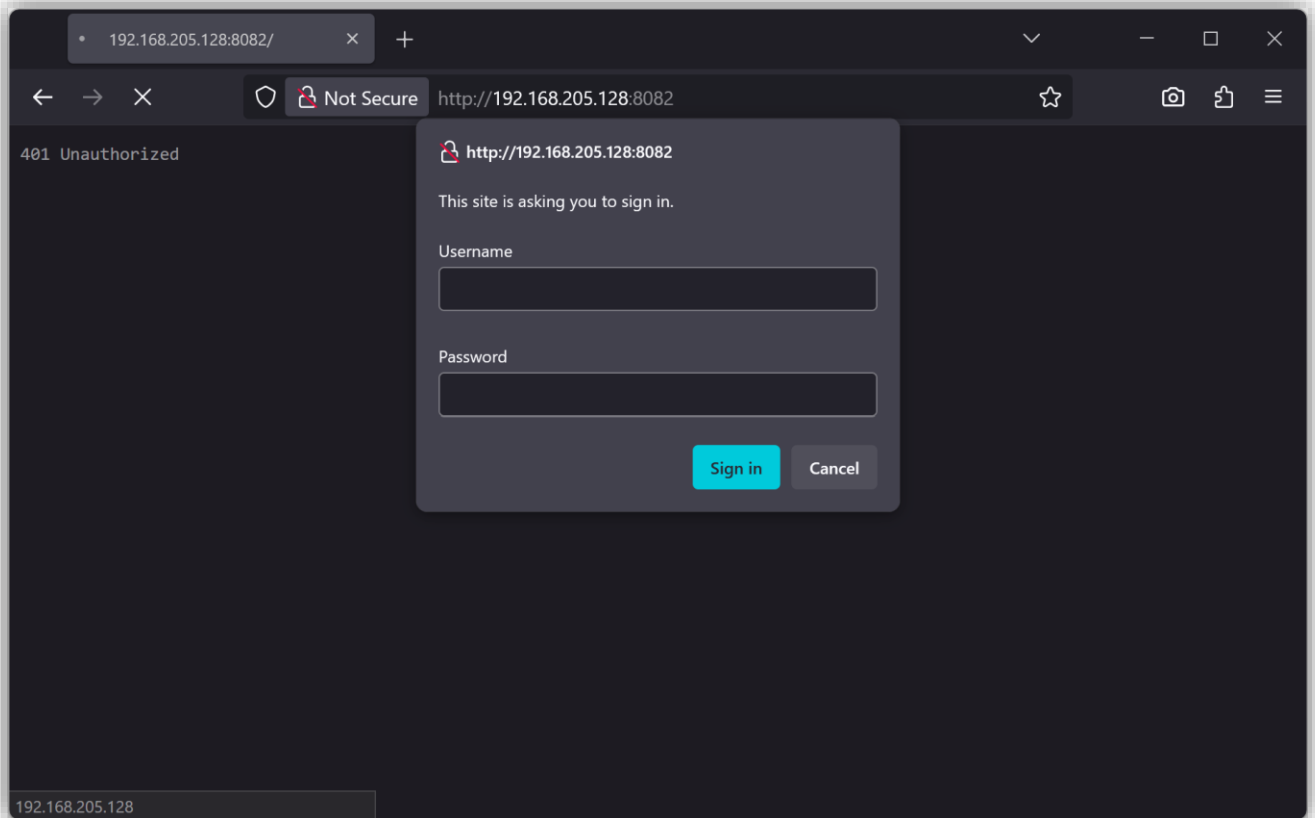 192.168.205.128:8082/
Not Secure http://192.168.205.128:8082
401 Unauthorized
http://192.168.205.128:8082
This site is asking you to sign in.
Username
Password
Sign in Cancel
192.168.205.128